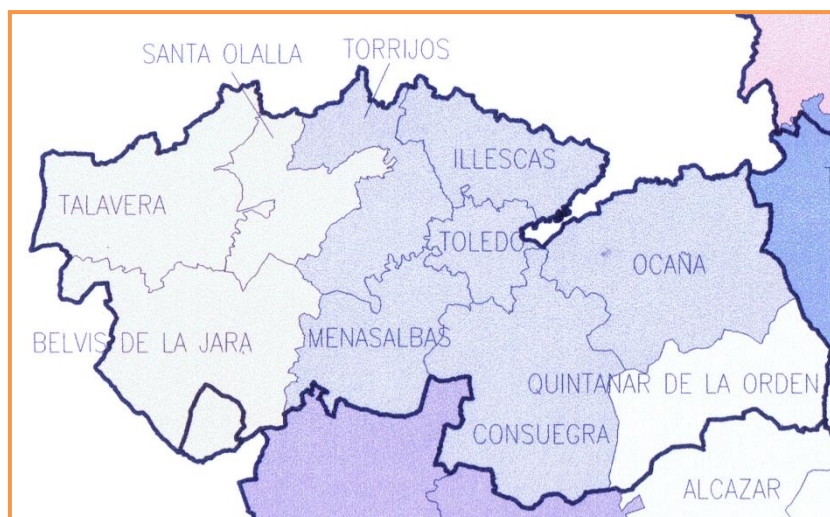 SANTA OLALLA
TORRIJOS
ILLESCAS
TALAVERA
TOLEDO
OCAÑA
BELVIS DE LA JARA
MENASALBAS
QUINTANAR DE LA ORDEN
CONSUEGRA
ALCAZAR